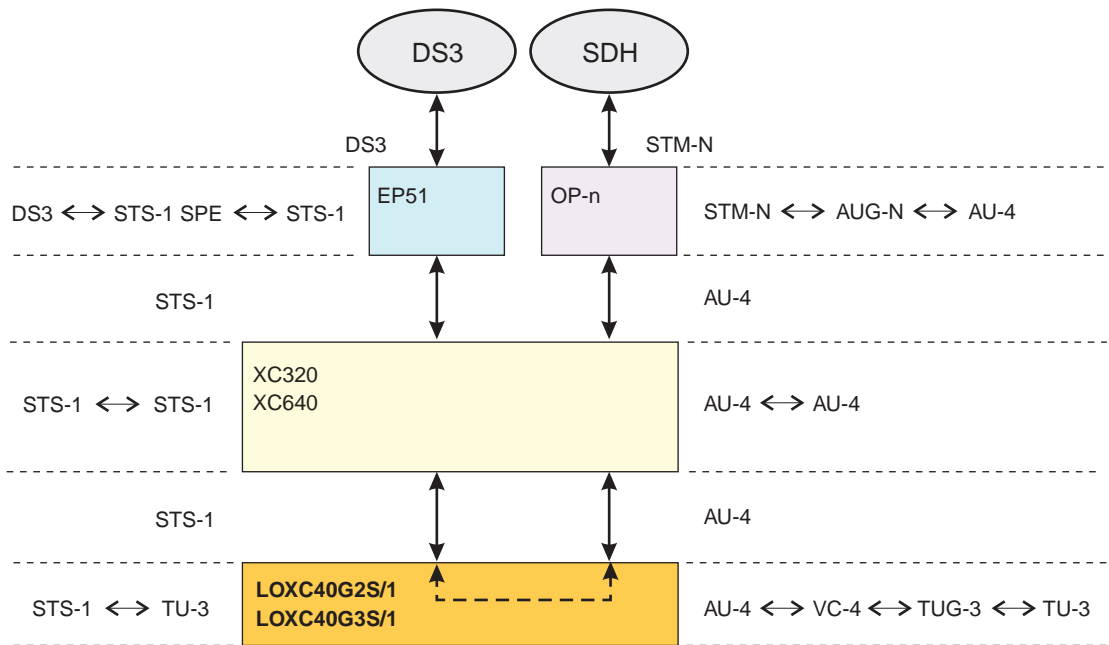 DS3
SDH
DS3
STM-N
DS3 ↔ STS-1 SPE ↔ STS-1
EP51
OP-n
STM-N ↔ AUG-N ↔ AU-4
STS-1
AU-4
STS-1 ↔ STS-1
XC320
XC640
AU-4 ↔ AU-4
STS-1
AU-4
STS-1 ↔ TU-3
LOXC40G2S/1
LOXC40G3S/1
AU-4 ↔ VC-4 ↔ TUG-3 ↔ TU-3